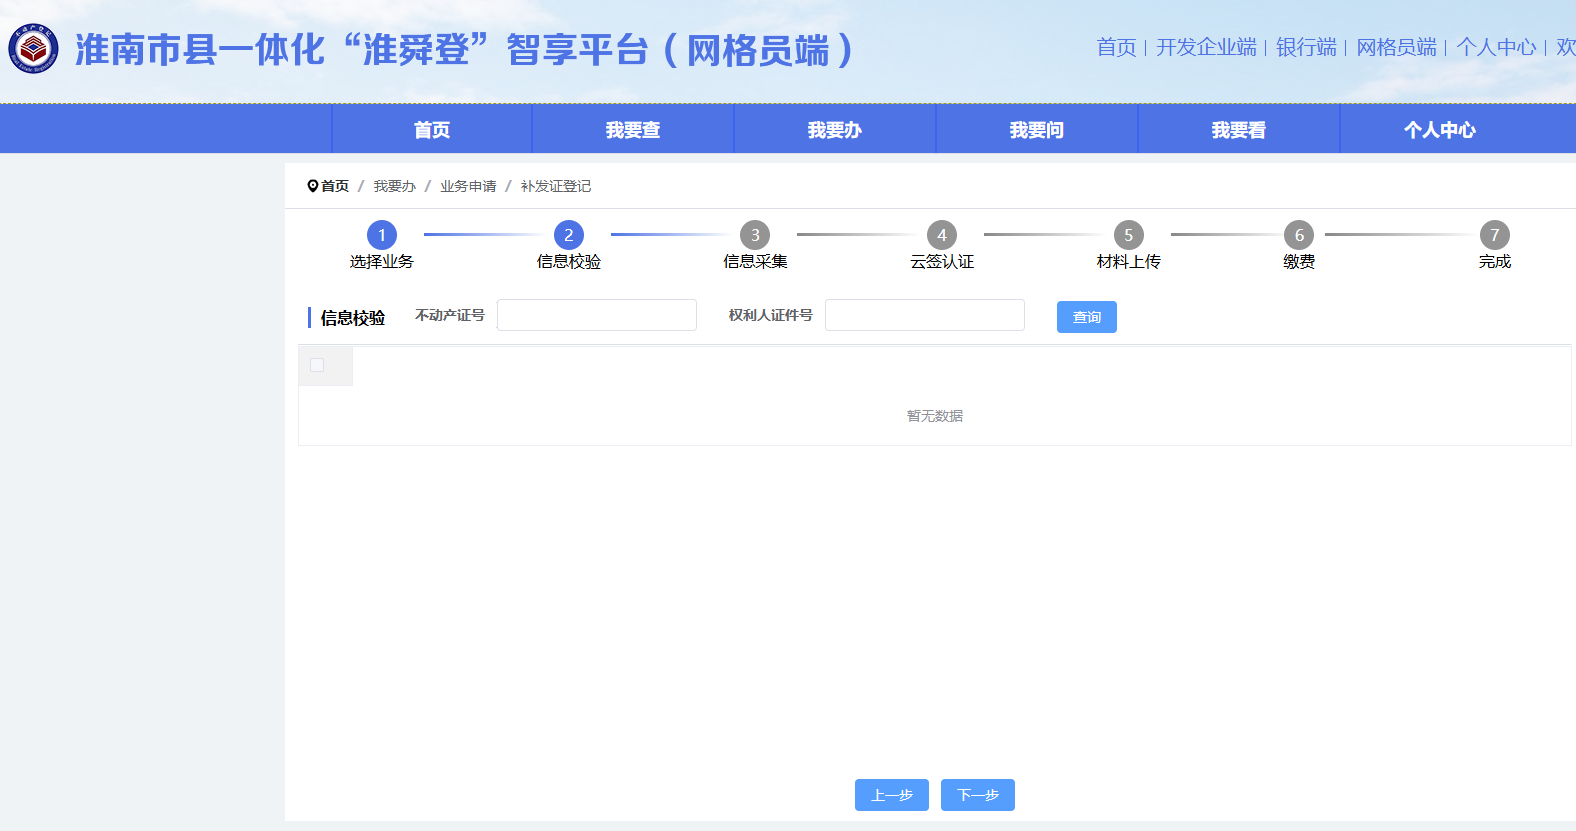 淮南市县一体化“淮舜登”智享平台（网格员端）
首页 | 开发企业端 | 银行端 | 网格员端 | 个人中心 | 欢
首页 我要查 我要办 我要问 我要看 个人中心
首页 / 我要办 / 业务申请 / 补发证登记
1 2 3 4 5 6 7
选择业务 信息校验 信息采集 云签认证 材料上传 缴费 完成
信息校验 不动产证号 权利人证件号 查询
暂无数据
上一步 下一步